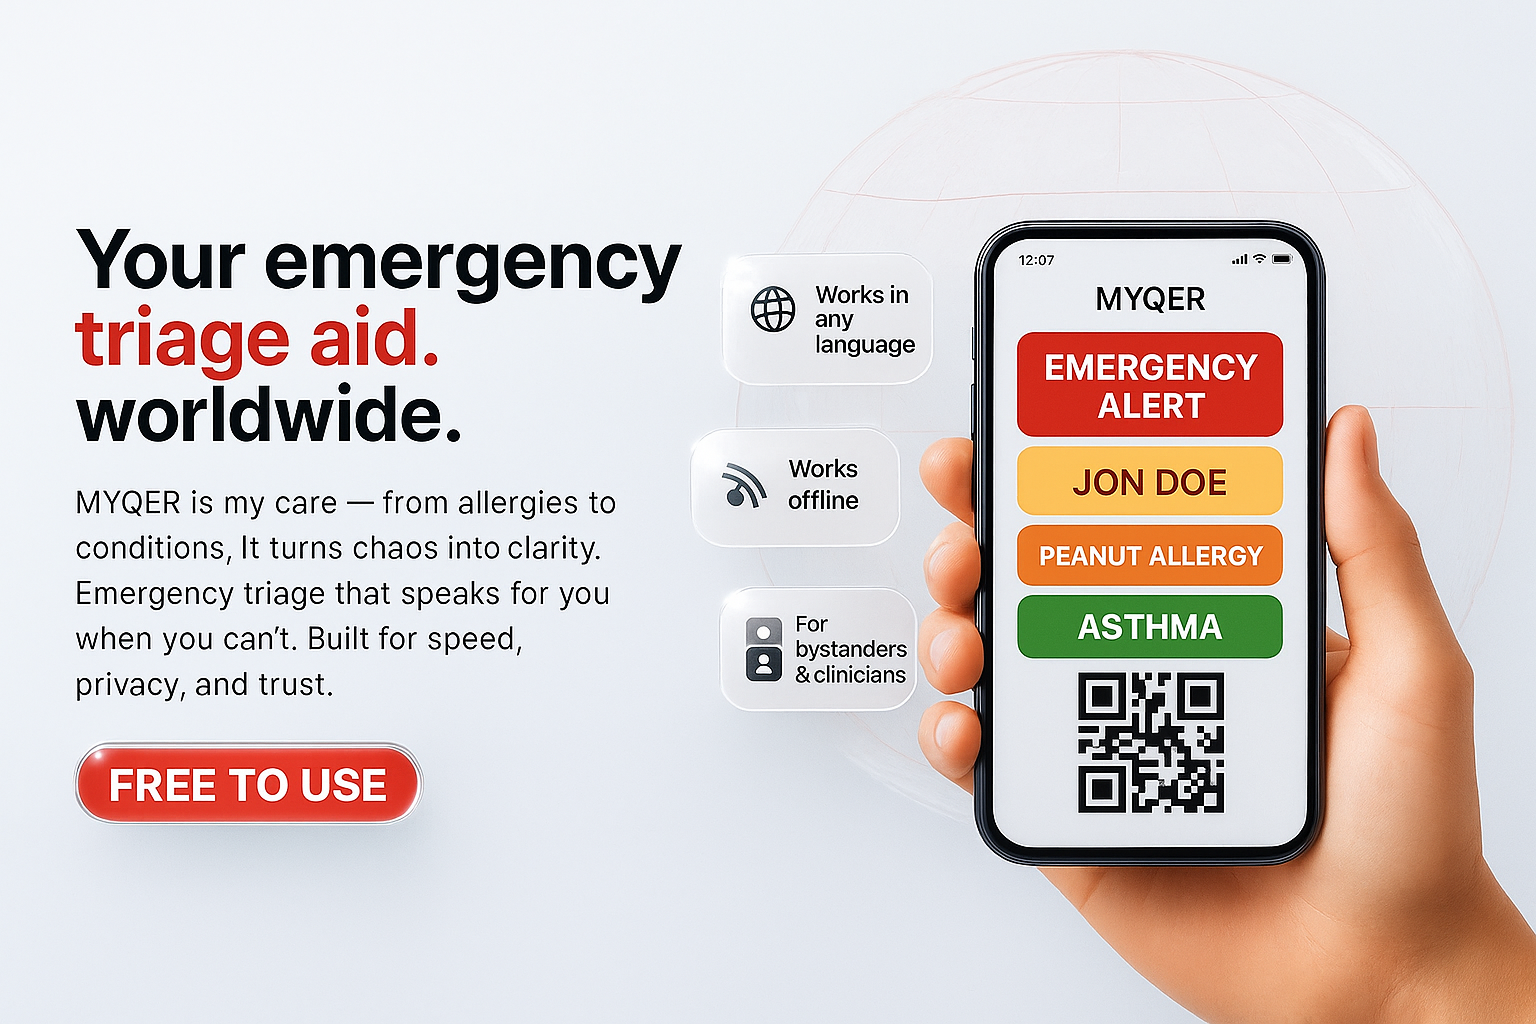 Your emergency
triage aid.
worldwide.
MYQER is my care — from allergies to
conditions, It turns chaos into clarity.
Emergency triage that speaks for you
when you can't. Built for speed,
privacy, and trust.
FREE TO USE
Works in
any
language
Works
offline
For
bystanders
& clinicians
12:07
MYQER
EMERGENCY
ALERT
JON DOE
PEANUT ALLERGY
ASTHMA